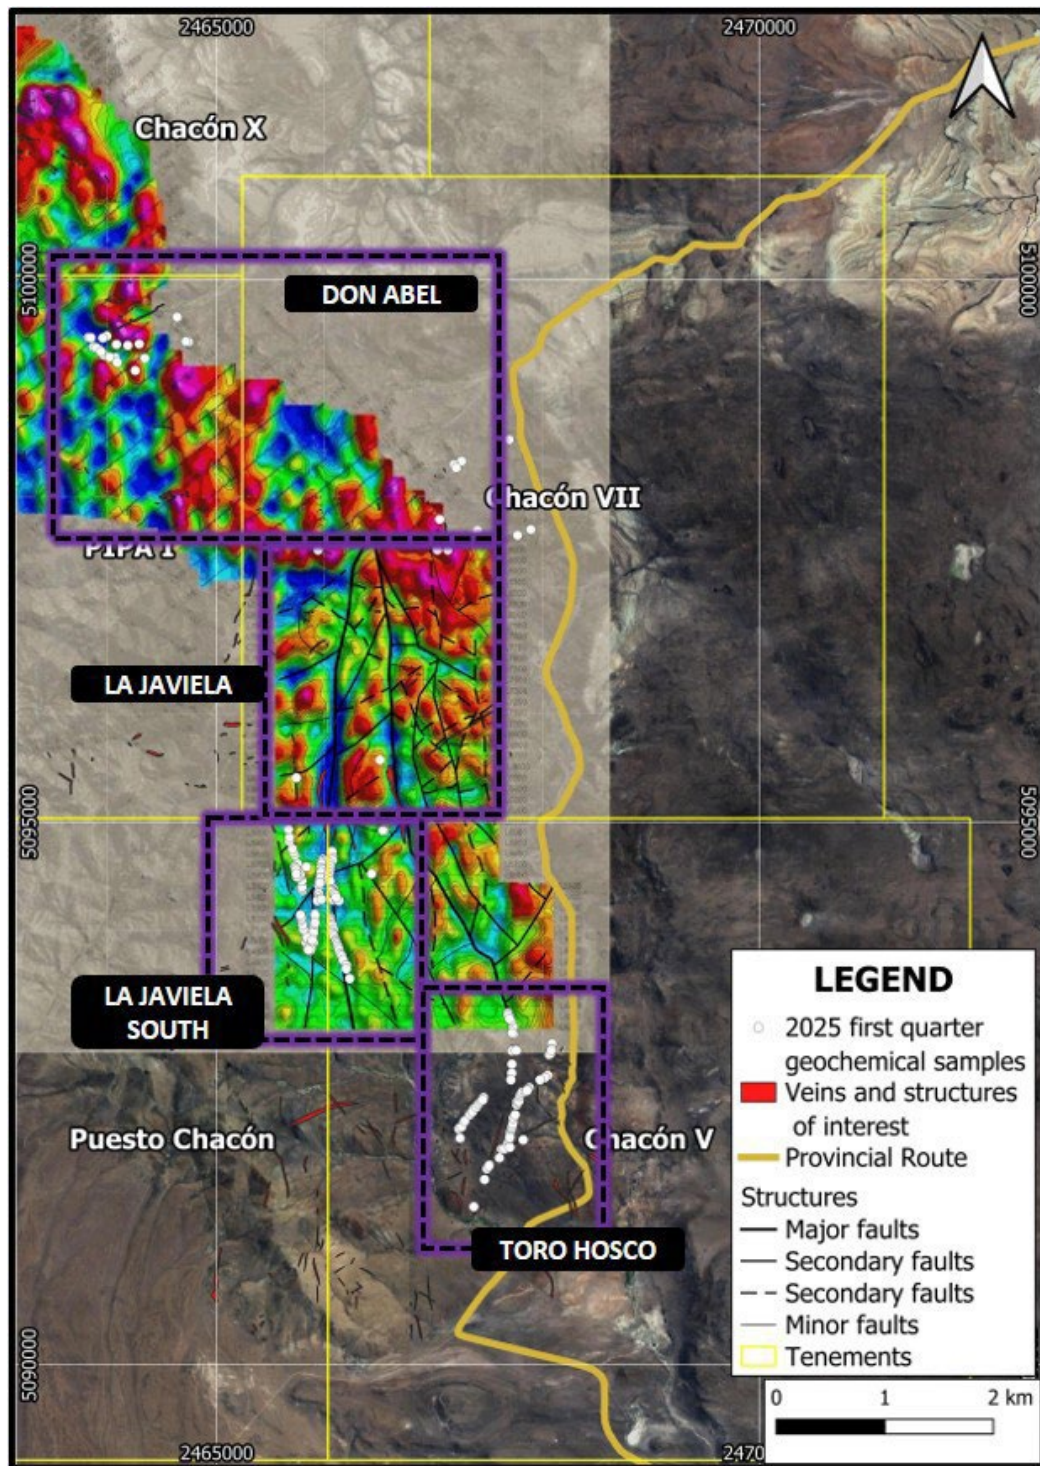 2465000
2470000
Chacón X
5100000
5100000
DON ABEL
Chacón VII
PIPA I
LA JAVIELA
5095000
5095000
LA JAVIELA
SOUTH
Puesto Chacón
Chacón V
TORO HOSCO
LEGEND
2025 first quarter
geochemical samples
Veins and structures
of interest
Provincial Route
Structures
Major faults
Secondary faults
Secondary faults
Minor faults
Tenements
5090000
0 1 2 km
2465000